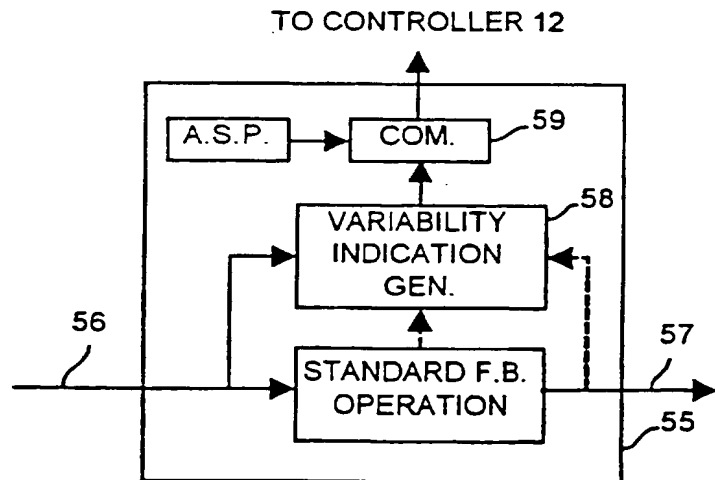 TO CONTROLLER 12
A.S.P.
COM.
59
58
VARIABILITY
INDICATION
GEN.
56
57
STANDARD F.B.
OPERATION
55